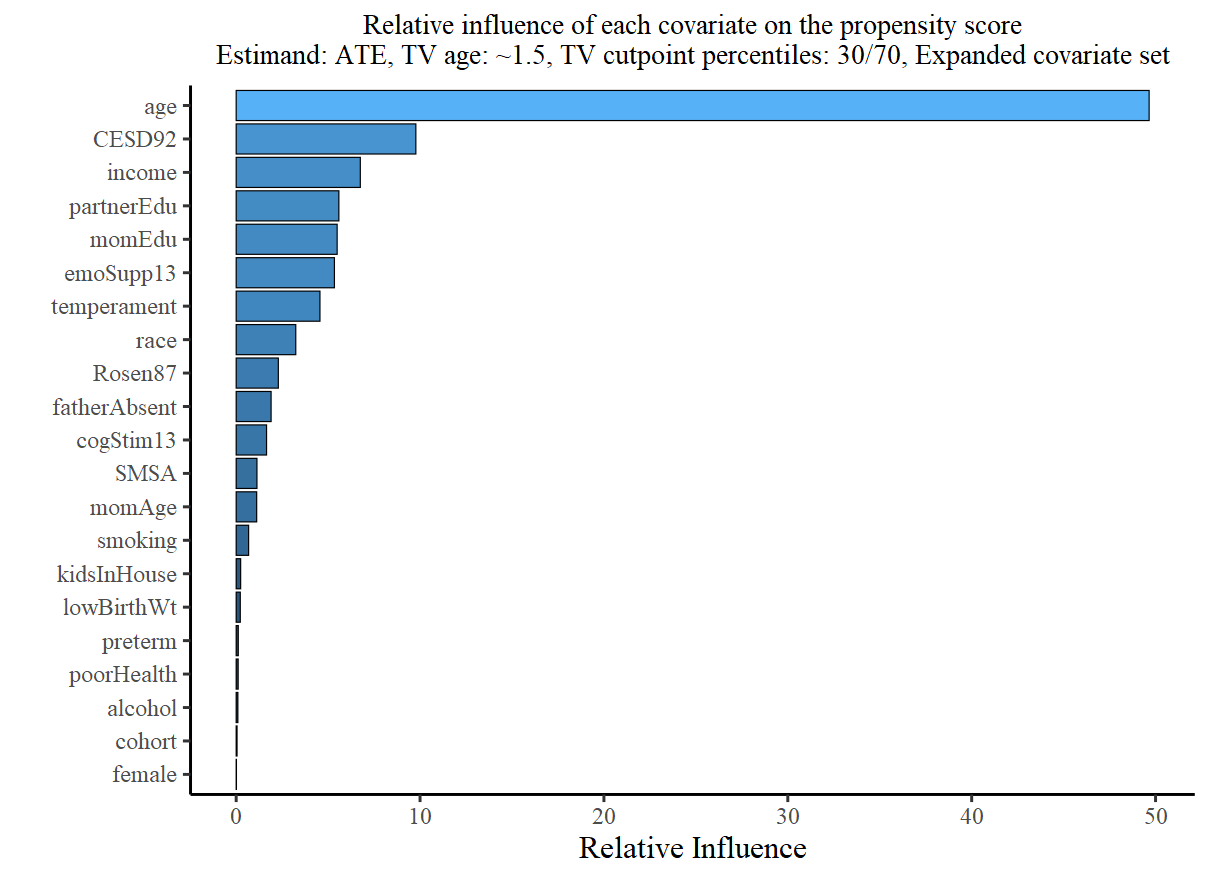 Relative influence of each covariate on the propensity score
Estimand: ATE, TV age: ~1.5, TV cutpoint percentiles: 30/70, Expanded covariate set
age
CESD92
income
partnerEdu
momEdu
emoSupp13
temperament
race
Rosen87
fatherAbsent
cogStim13
SMSA
momAge
smoking
kidsInHouse
lowBirthWt
preterm
poorHealth
alcohol
cohort
female
0 10 20 30 40 50
Relative Influence